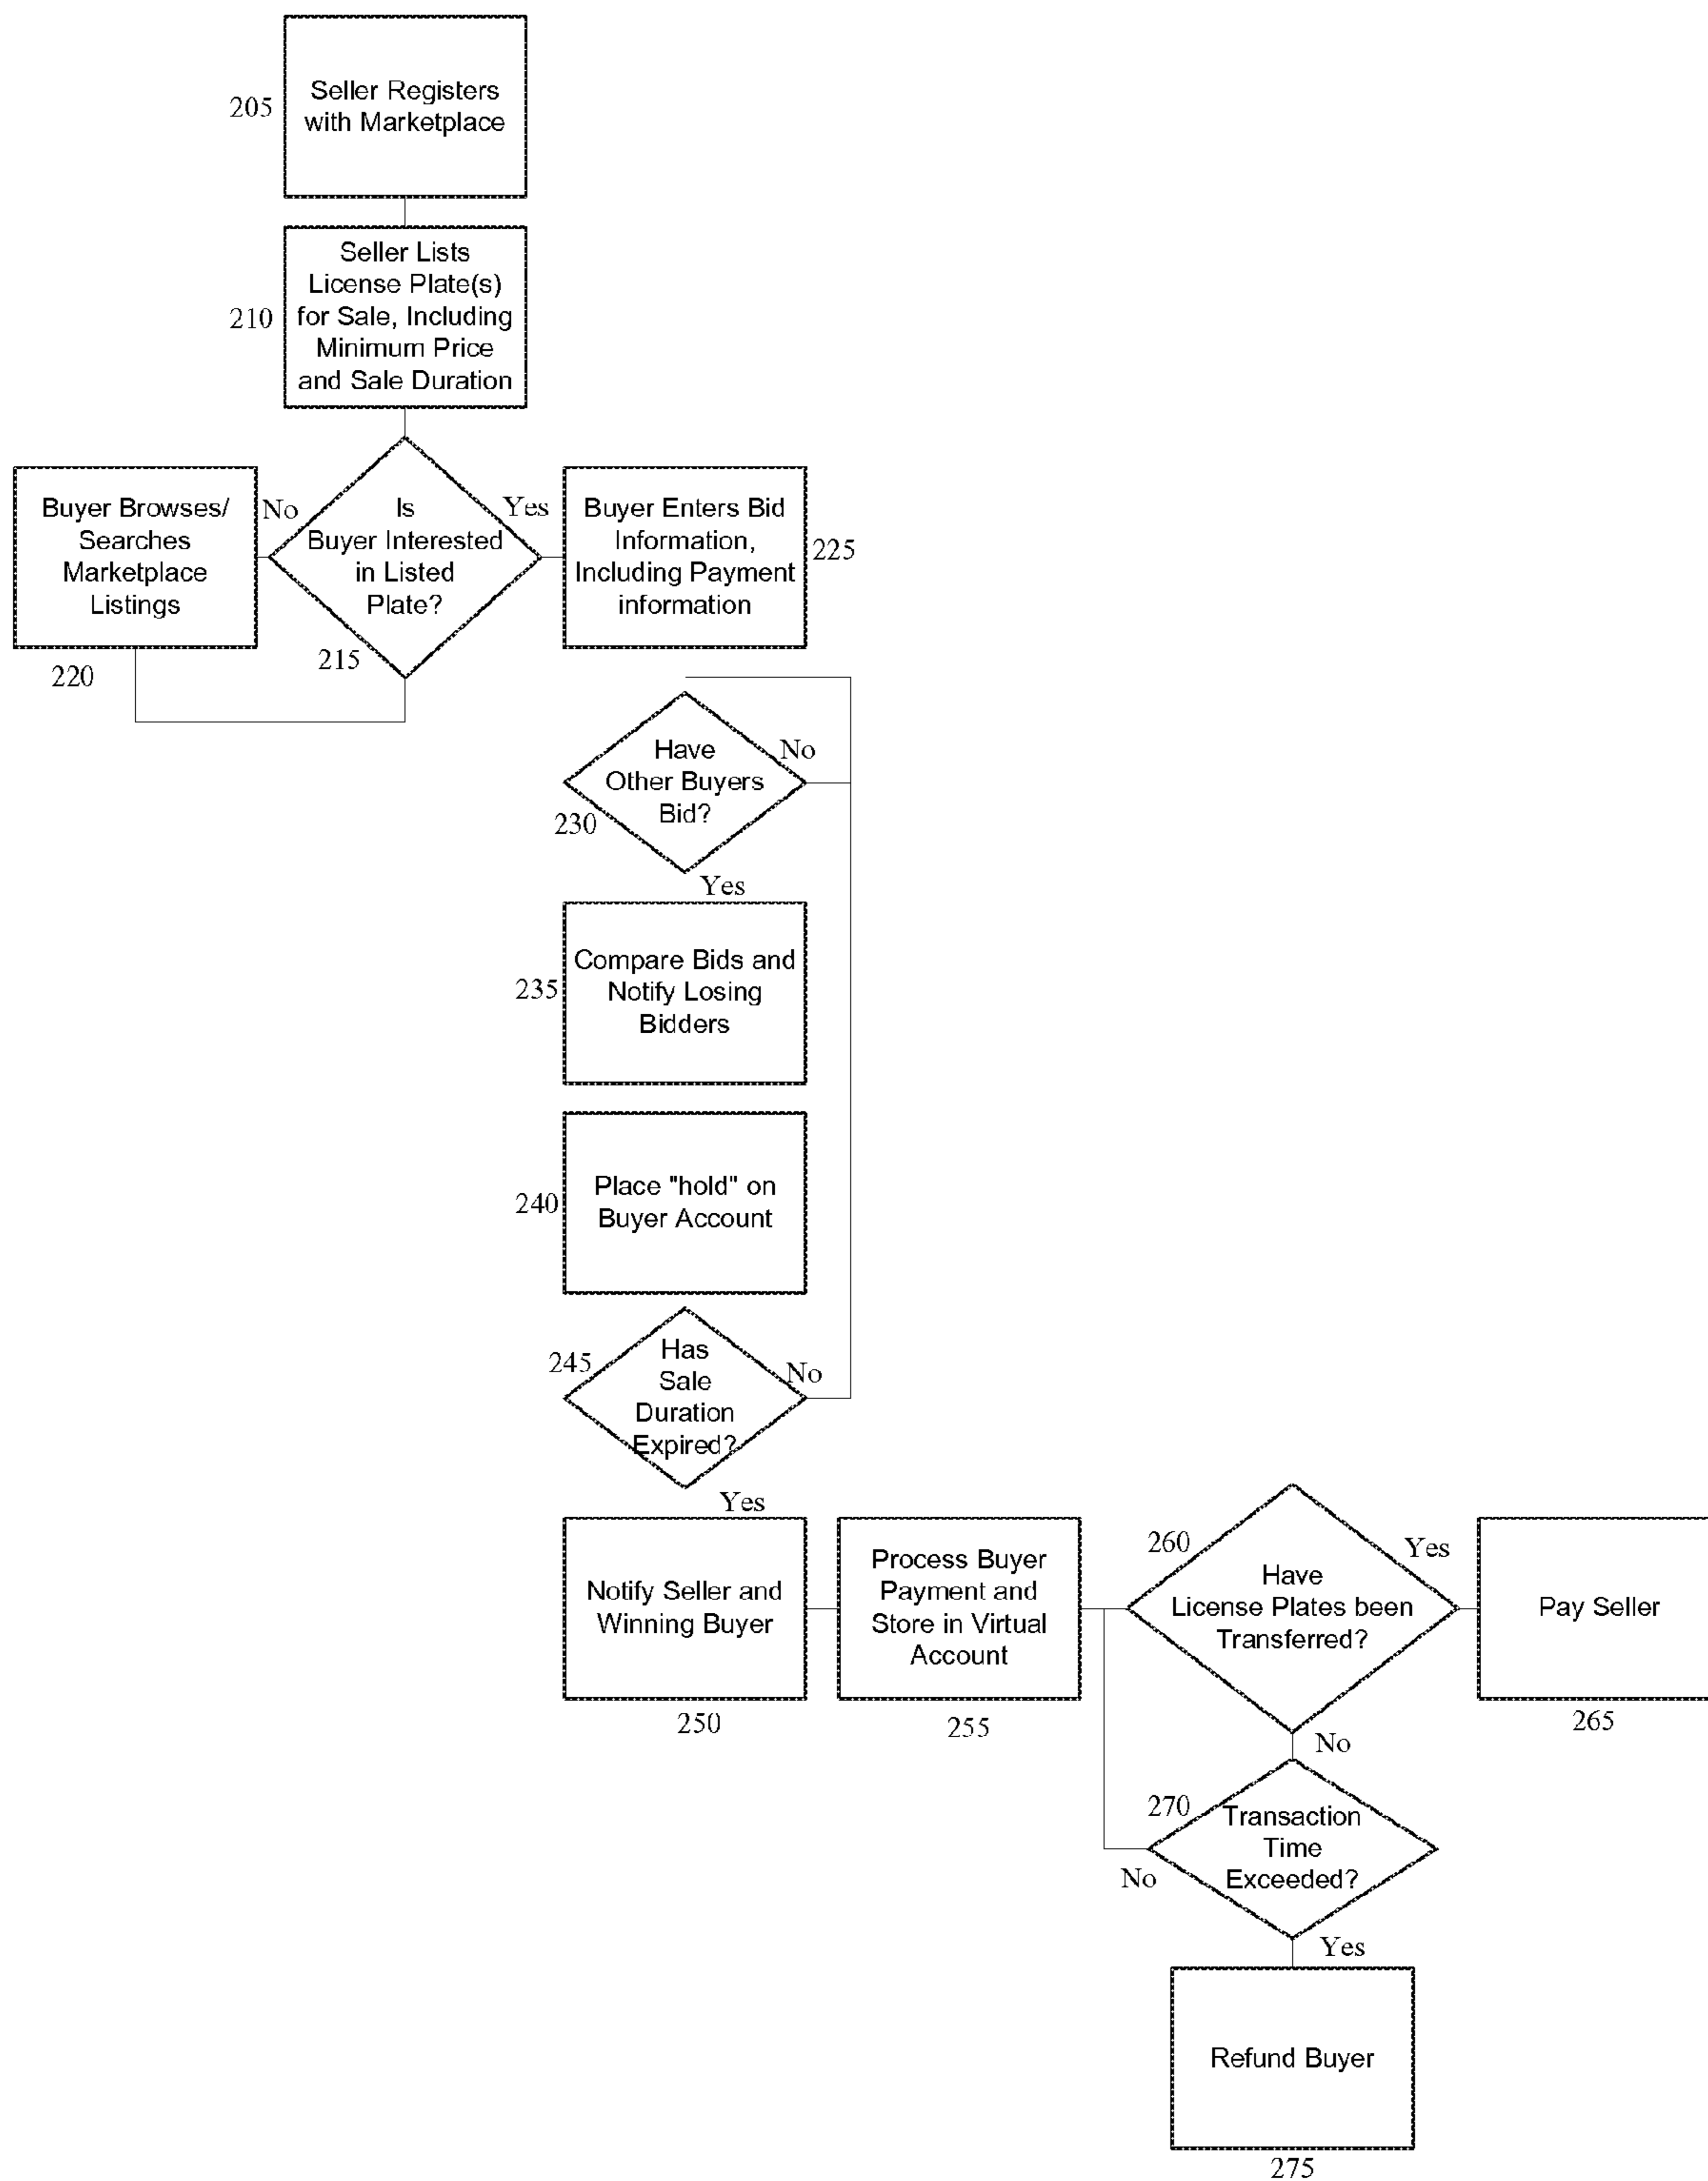 205
Seller Registers
with Marketplace
210
Seller Lists
License Plate(s)
for Sale, Including
Minimum Price
and Sale Duration
Buyer Browses/
Searches
Marketplace
Listings
220
No
Is
Buyer Interested
in Listed
Plate?
215
Yes
Buyer Enters Bid
Information,
Including Payment
information
225
Have
Other Buyers
Bid?
230
No
Yes
235
Compare Bids and
Notify Losing
Bidders
240
Place "hold" on
Buyer Account
245
Has
Sale
Duration
Expired?
No
Yes
Notify Seller and
Winning Buyer
250
Process Buyer
Payment and
Store in Virtual
Account
255
260
Have
License Plates been
Transferred?
Yes
Pay Seller
265
No
270
Transaction
Time
Exceeded?
No
Yes
Refund Buyer
275